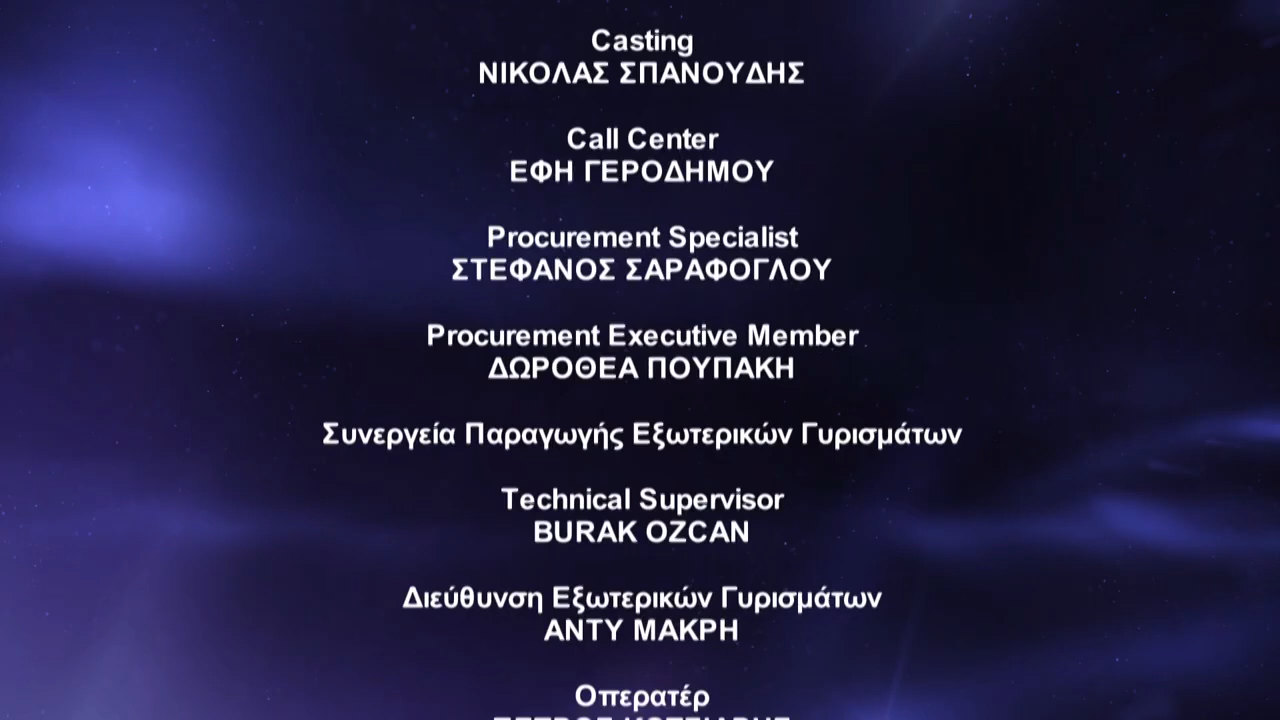 Casting
ΝΙΚΟΛΑΣ ΣΠΑΝΟΥΔΗΣ
Call Center
ΕΦΗ ΓΕΡΟΔΗΜΟΥ
Procurement Specialist
ΣΤΕΦΑΝΟΣ ΣΑΡΑΦΟΓΛΟΥ
Procurement Executive Member
ΔΩΡΟΘΕΑ ΠΟΥΠΑΚΗ
Συνεργεία Παραγωγής Εξωτερικών Γυρισμάτων
Technical Supervisor
BURAK OZCAN
Διεύθυνση Εξωτερικών Γυρισμάτων
ΑΝΤΥ ΜΑΚΡΗ
Οπερατέρ